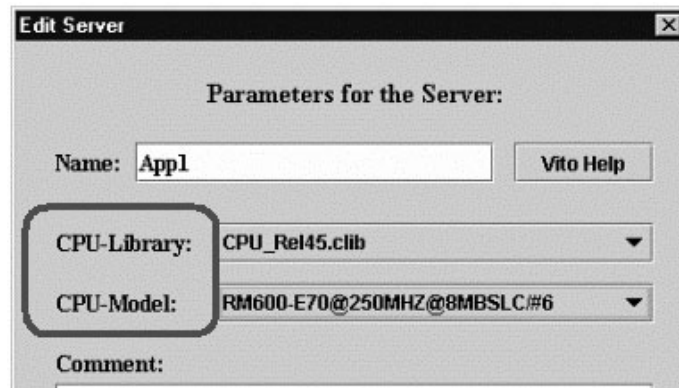 Edit Server
Parameters for the Server:
Name: Appl Vito Help
CPU-Library: CPU_Rel45.clib
CPU-Model: RM600-E70@250MHZ@8MBSLC/#6
Comment: